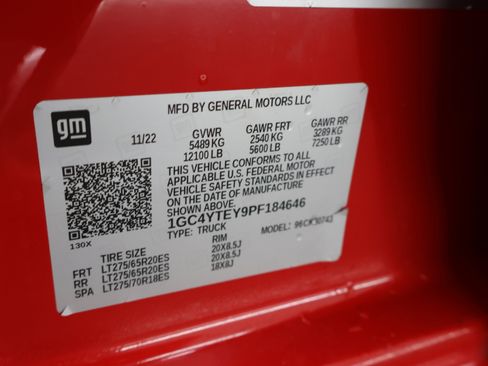 MFD BY GENERAL MOTORS LLC
gm
11/22
GVWR GAWR FRT GAWR RR
5489 KG 2540 KG 3289 KG
12100 LB 5600 LB 7250 LB
THIS VEHICLE CONFORMS TO ALL
APPLICABLE U.S. FEDERAL MOTOR
VEHICLE SAFETY STANDARDS IN EFFECT
ON THE DATE OF MANUFACTURE
SHOWN ABOVE
1GC4YTEY9PF184646
TYPE: TRUCK MODEL: 96CK30743
130X
TIRE SIZE RIM
FRT LT275/65R20ES 20X8.5J
RR LT275/65R20ES 20X8.5J
SPA LT275/70R18ES 18X8J